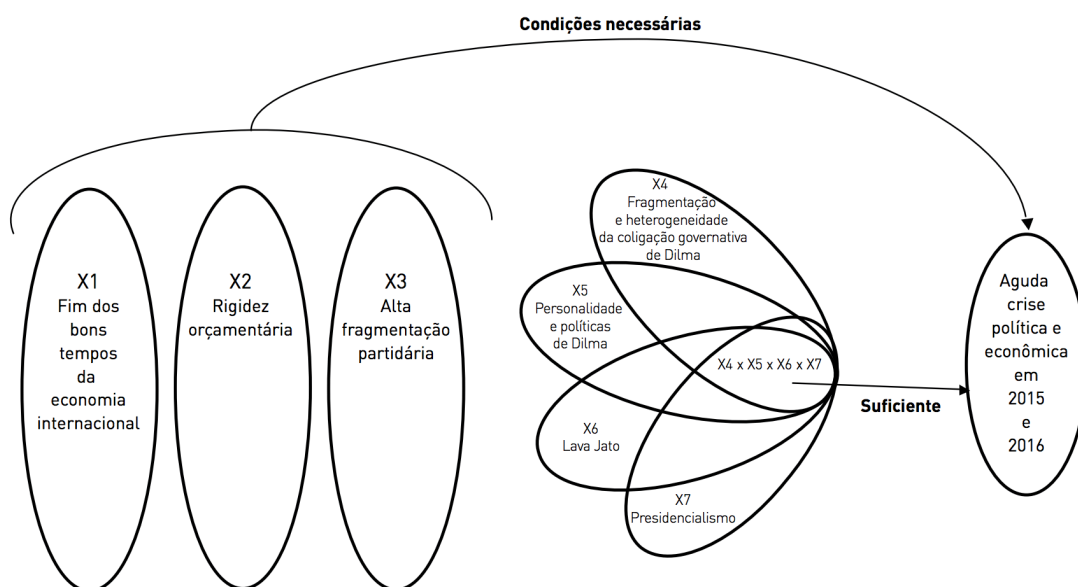 Condições necessárias
X1
Fim dos
bons
tempos
da
economia
internacional
X2
Rigidez
orçamentária
X3
Alta
fragmentação
partidária
X4
Fragmentação
e heterogeneidade
da coligação governativa
de Dilma
X5
Personalidade
e políticas
de Dilma
X4 x X5 x X6 x X7
X6
Lava Jato
X7
Presidencialismo
Suficiente
Aguda
crise
política e
econômica
em
2015
e
2016